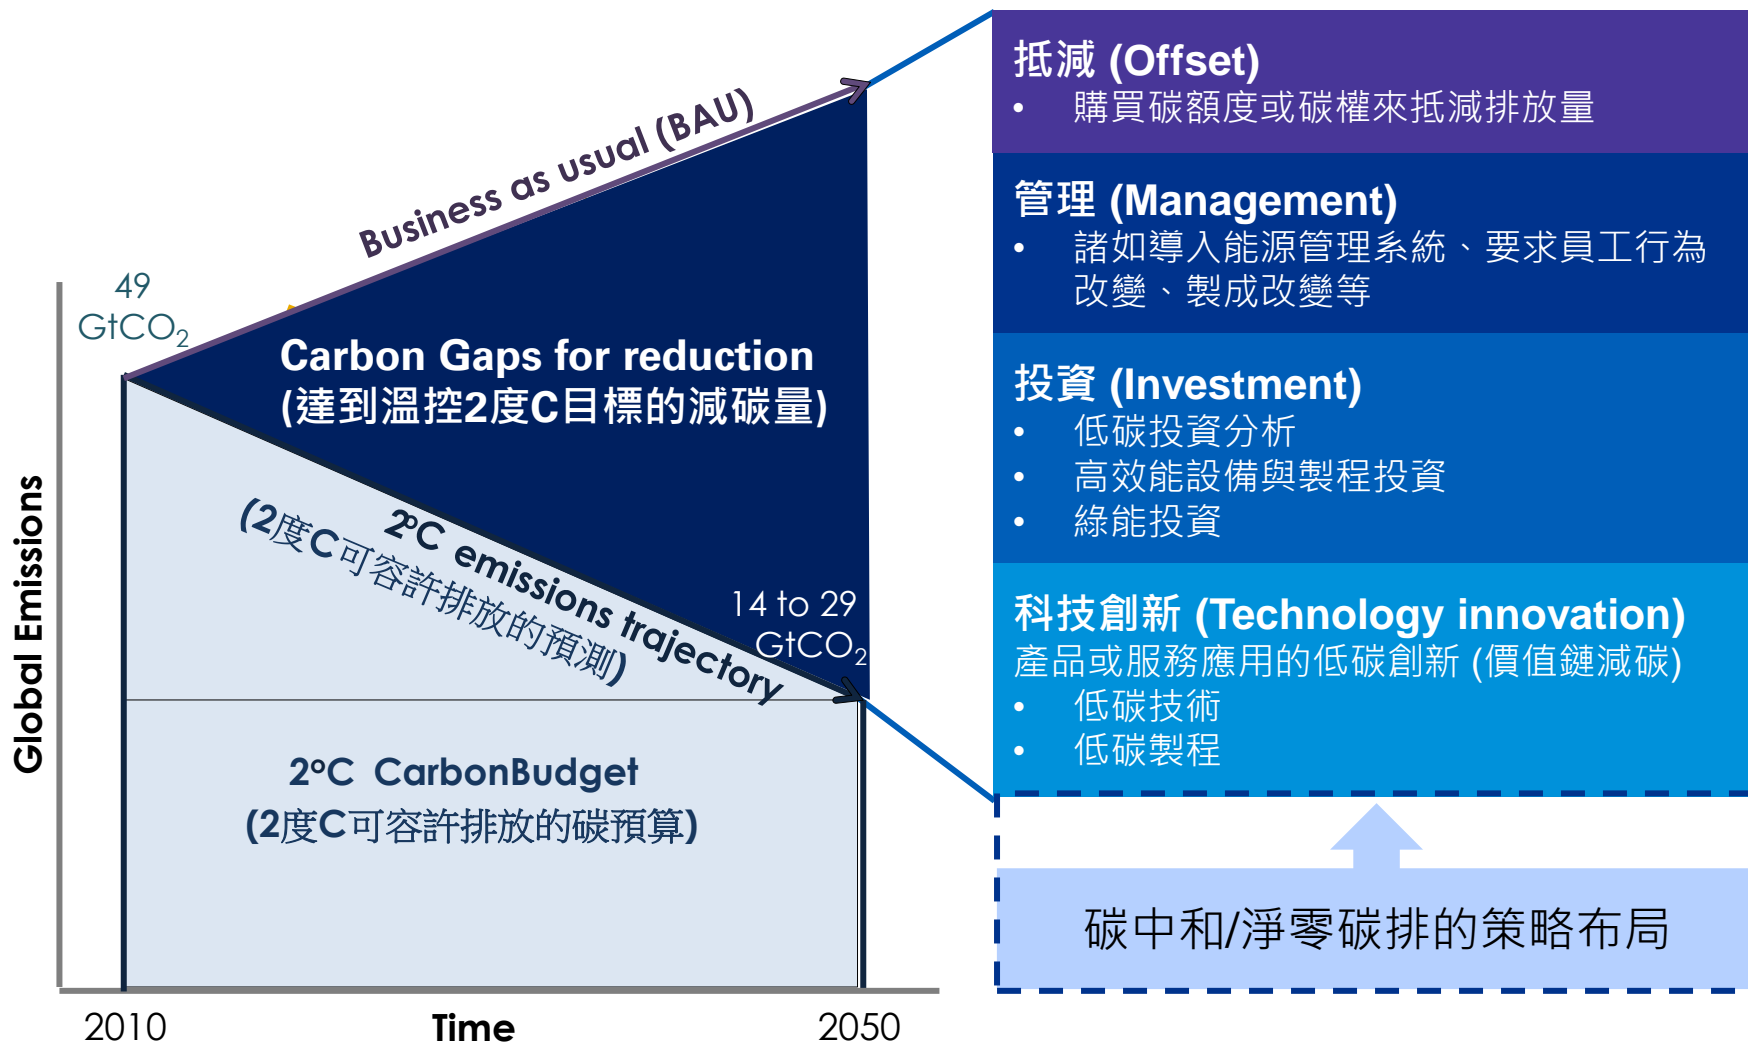 49
GtCO₂
Business as usual (BAU)
Carbon Gaps for reduction
(達到溫控2度C目標的減碳量)
2°C emissions trajectory
(2度C可容許排放的預測)
14 to 29
GtCO₂
2°C CarbonBudget
(2度C可容許排放的碳預算)
Global Emissions
2010
Time
2050
抵減 (Offset)
• 購買碳額度或碳權來抵減排放量
管理 (Management)
• 諸如導入能源管理系統、要求員工行為
改變、製成改變等
投資 (Investment)
• 低碳投資分析
• 高效能設備與製程投資
• 綠能投資
科技創新 (Technology innovation)
產品或服務應用的低碳創新 (價值鏈減碳)
• 低碳技術
• 低碳製程
碳中和/淨零碳排的策略布局